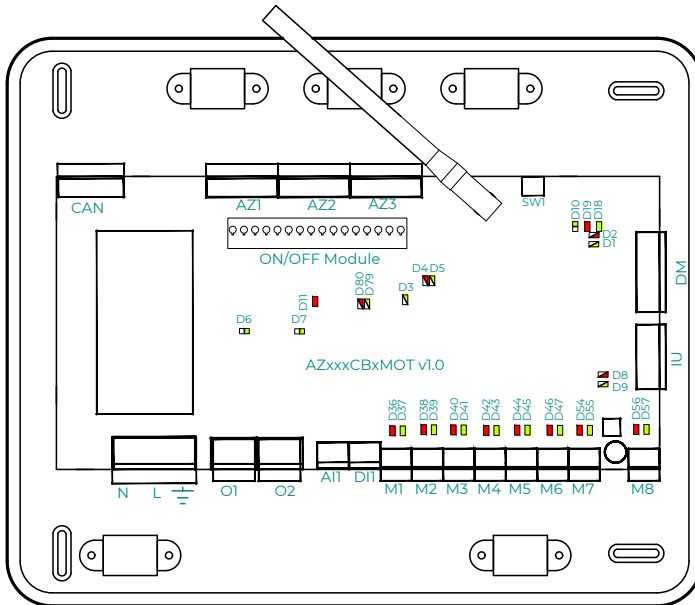 CAN
AZ1
AZ2
AZ3
SW1
D10
D19
D18
D2
D1
ON/OFF Module
DM
D4
D5
D11
D80
D79
D3
D6
D7
AZxxxCBxMOT v1.0
IU
D8
D9
D36
D37
D38
D39
D40
D41
D42
D43
D44
D45
D46
D47
D54
D55
D56
D57
N
L
O1
O2
AI1
DI1
M1
M2
M3
M4
M5
M6
M7
M8